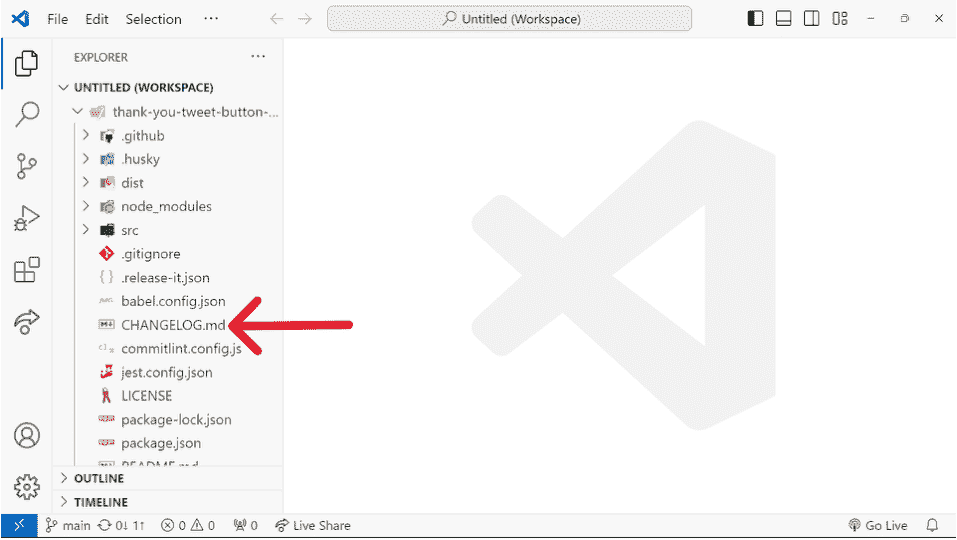 File Edit Selection ··· Untitled (Workspace)
EXPLORER ···
UNTITLED (WORKSPACE)
thank-you-tweet-button-...
.github
.husky
dist
node_modules
src
.gitignore
.release-it.json
babel.config.json
CHANGELOG.md
commitlint.config.js
jest.config.json
LICENSE
package-lock.json
package.json
README.md
OUTLINE
TIMELINE
main 0↓ 1↑ 0 0 0 Live Share Go Live